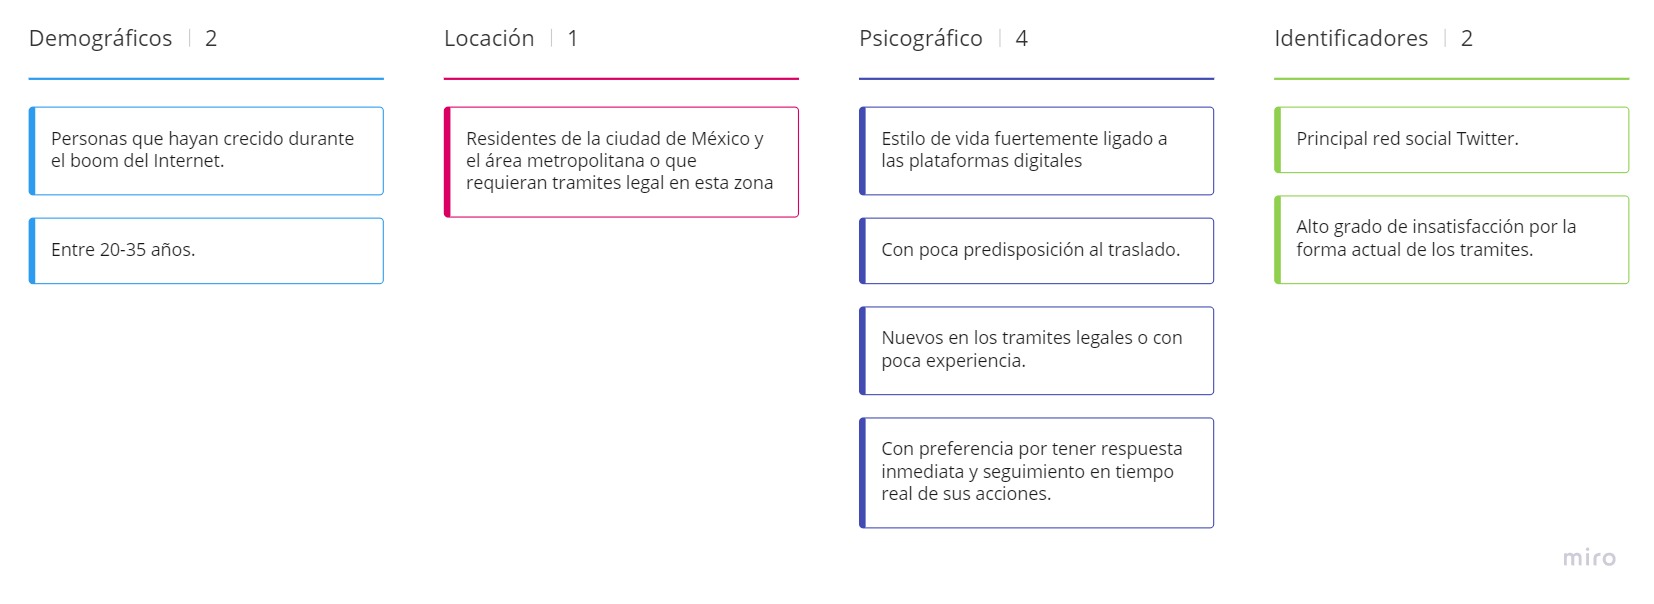 Demográficos | 2
Personas que hayan crecido durante
el boom del Internet.
Entre 20-35 años.
Locación | 1
Residentes de la ciudad de México y
el área metropolitana o que
requieran tramites legal en esta zona
Psicográfico | 4
Estilo de vida fuertemente ligado a
las plataformas digitales
Con poca predisposición al traslado.
Nuevos en los tramites legales o con
poca experiencia.
Con preferencia por tener respuesta
inmediata y seguimiento en tiempo
real de sus acciones.
Identificadores | 2
Principal red social Twitter.
Alto grado de insatisfacción por la
forma actual de los tramites.
miro